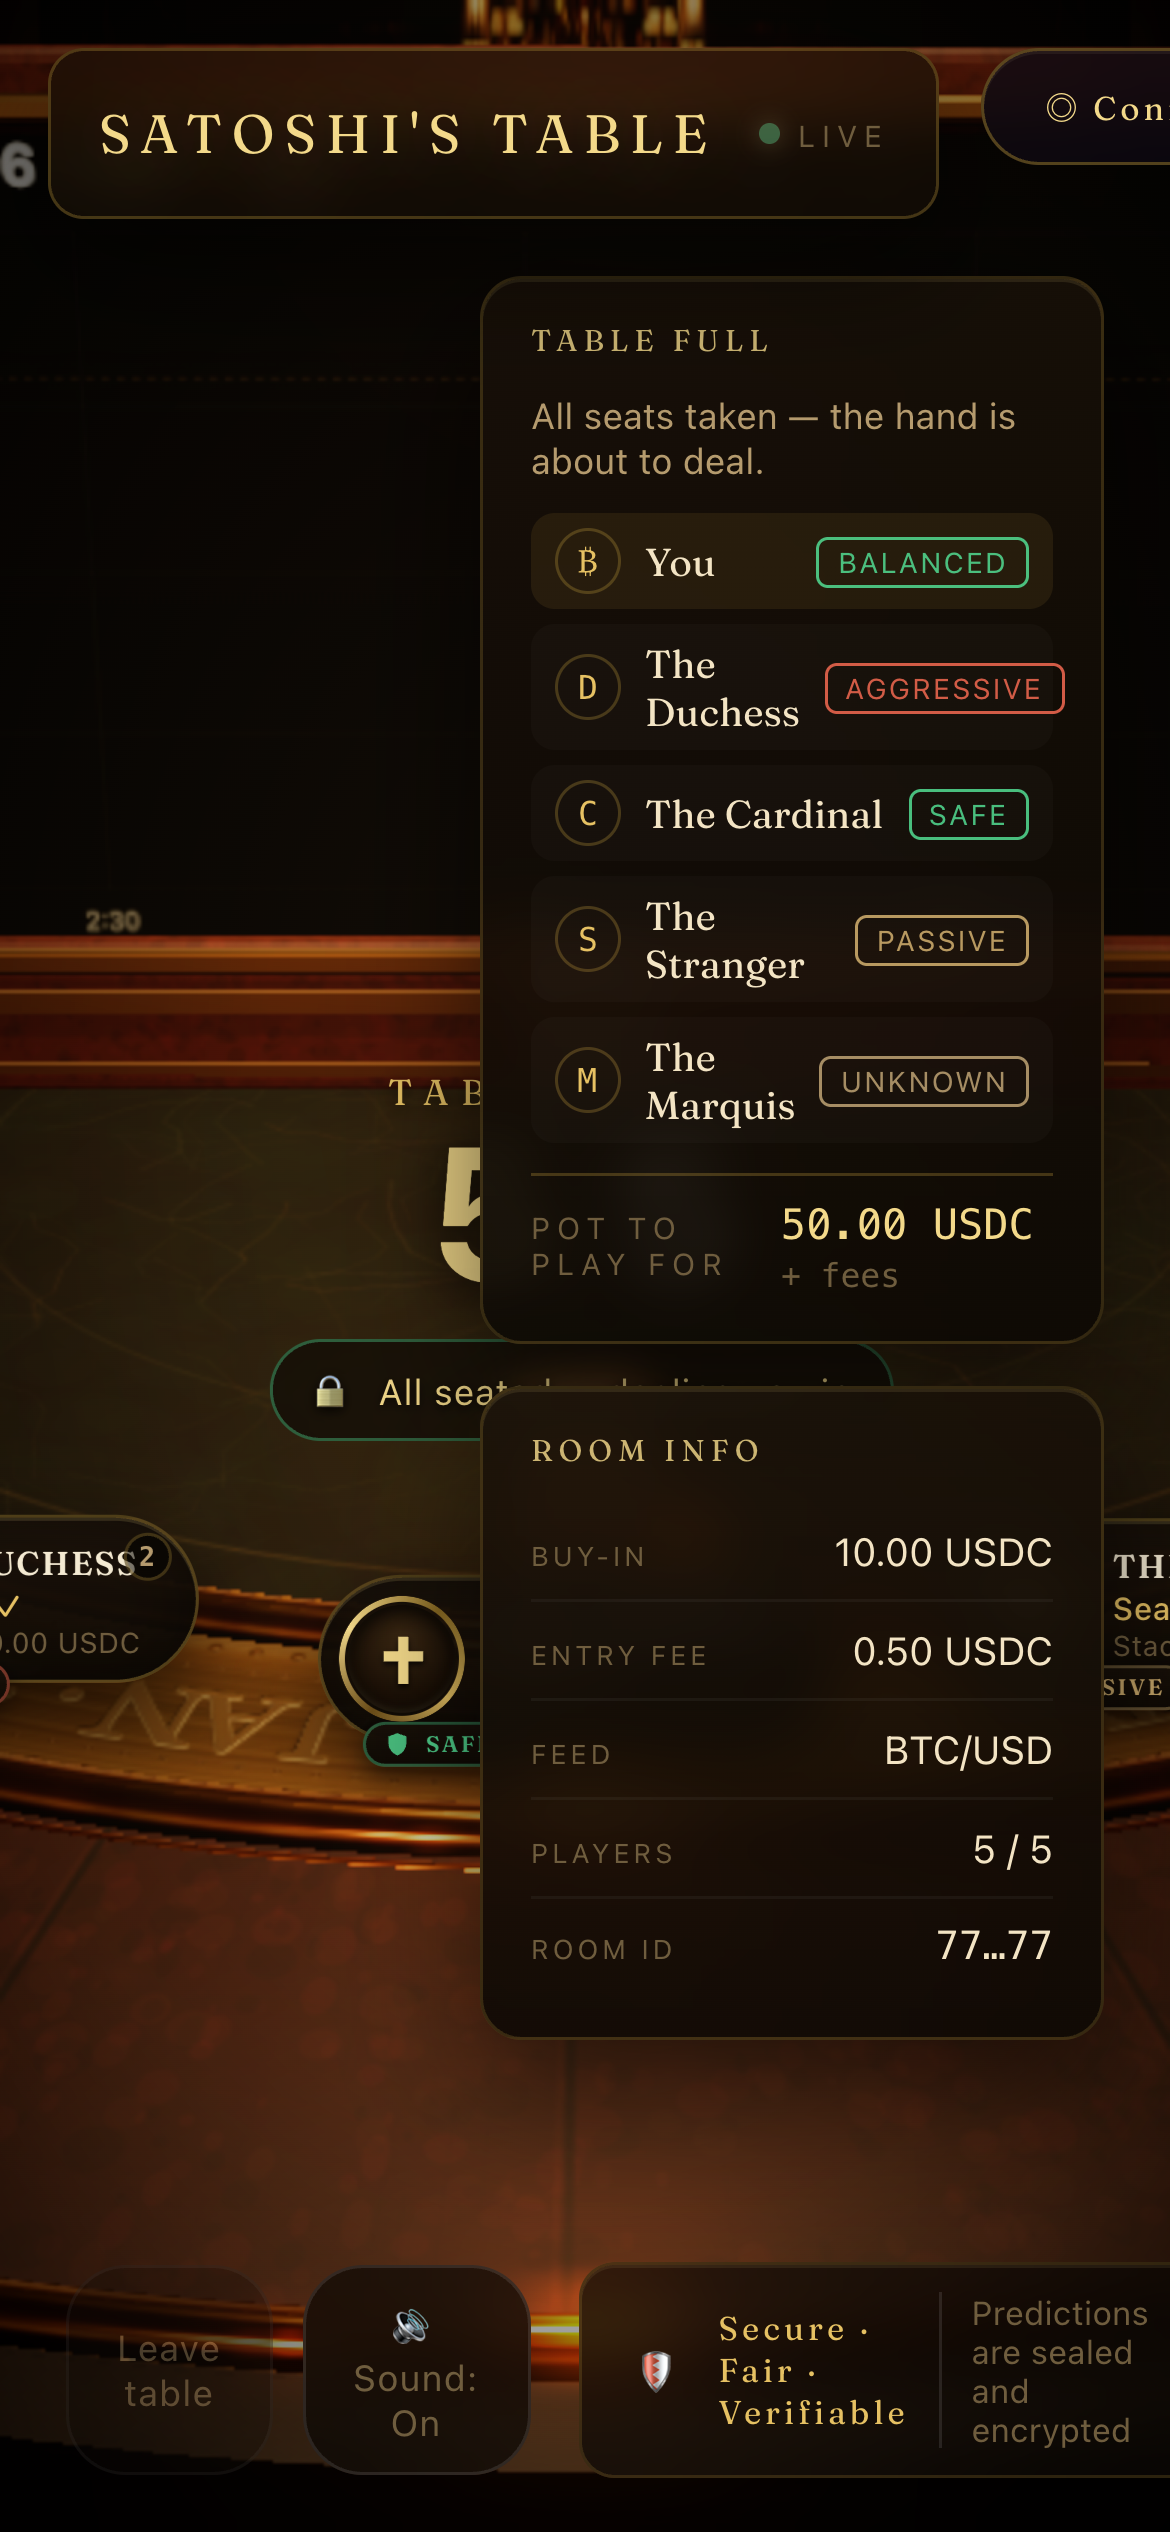 SATOSHI'S TABLE
LIVE
6
TABLE FULL
All seats taken — the hand is
about to deal.
₿ You BALANCED
D The Duchess AGGRESSIVE
C The Cardinal SAFE
S The Stranger PASSIVE
M The Marquis UNKNOWN
2:30
POT TO PLAY FOR 50.00 USDC + fees
All
ROOM INFO
BUY-IN 10.00 USDC
ENTRY FEE 0.50 USDC
FEED BTC/USD
PLAYERS 5 / 5
ROOM ID 77…77
2
.00 USDC
Leave
table
🔊
Sound:
On
Secure ·
Fair ·
Verifiable
Predictions
are sealed
and
encrypted